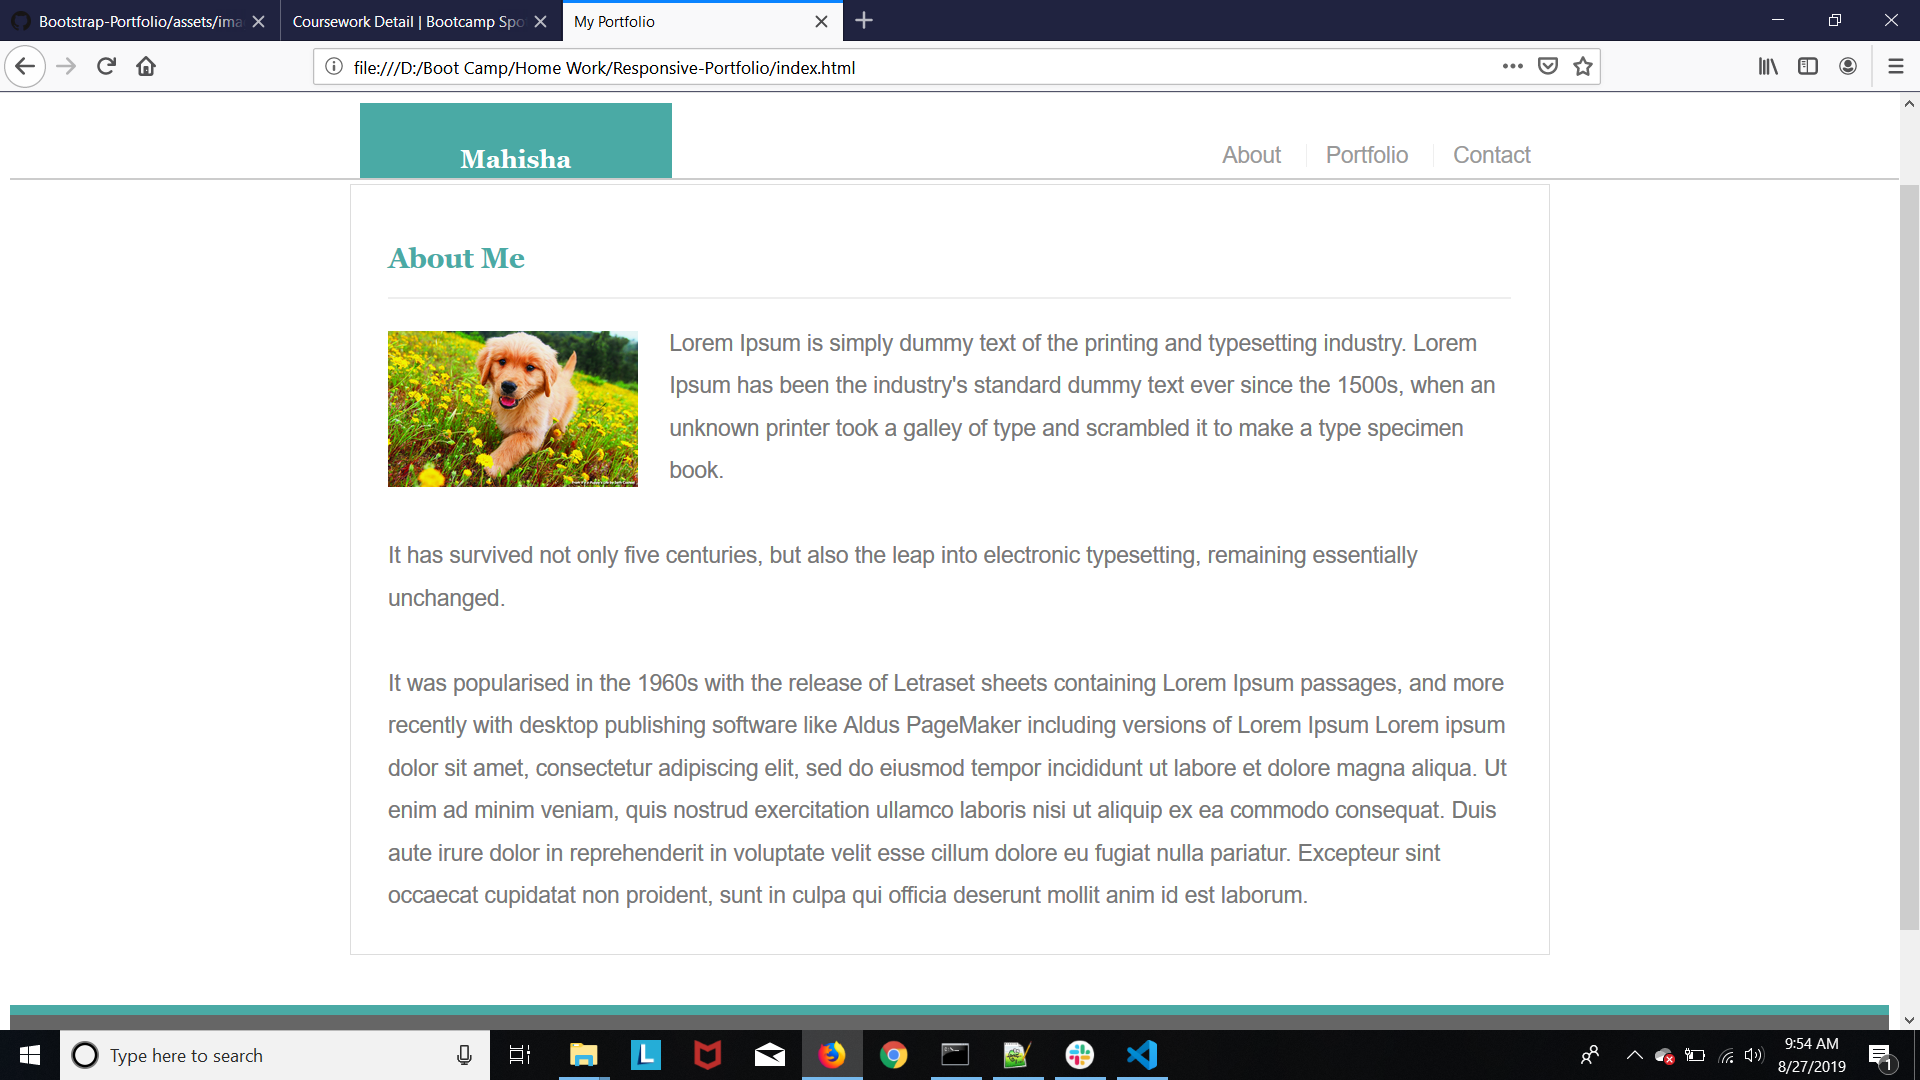 Bootstrap-Portfolio/assets/ima
Coursework Detail | Bootcamp Spo
My Portfolio
file:///D:/Boot Camp/Home Work/Responsive-Portfolio/index.html
Mahisha
About
Portfolio
Contact
About Me
Lorem Ipsum is simply dummy text of the printing and typesetting industry. Lorem
Ipsum has been the industry's standard dummy text ever since the 1500s, when an
unknown printer took a galley of type and scrambled it to make a type specimen
book.
It has survived not only five centuries, but also the leap into electronic typesetting, remaining essentially
unchanged.
It was popularised in the 1960s with the release of Letraset sheets containing Lorem Ipsum passages, and more
recently with desktop publishing software like Aldus PageMaker including versions of Lorem Ipsum Lorem ipsum
dolor sit amet, consectetur adipiscing elit, sed do eiusmod tempor incididunt ut labore et dolore magna aliqua. Ut
enim ad minim veniam, quis nostrud exercitation ullamco laboris nisi ut aliquip ex ea commodo consequat. Duis
aute irure dolor in reprehenderit in voluptate velit esse cillum dolore eu fugiat nulla pariatur. Excepteur sint
occaecat cupidatat non proident, sunt in culpa qui officia deserunt mollit anim id est laborum.
Type here to search
L
9:54 AM
8/27/2019
1